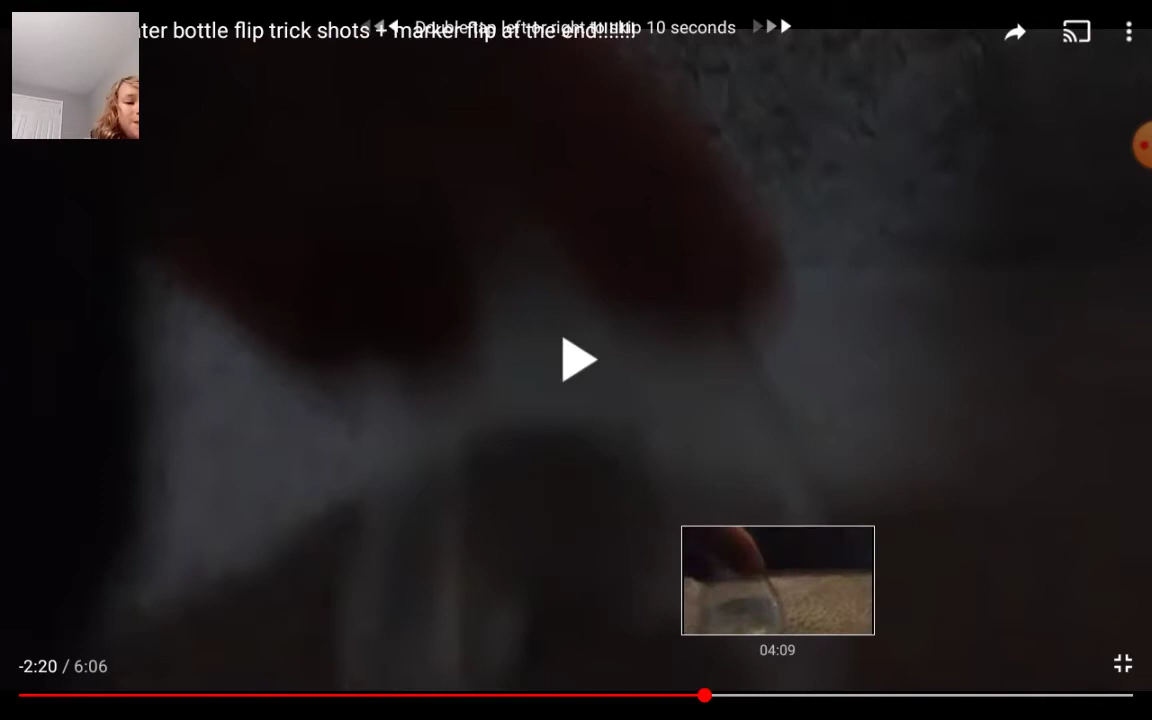 ter bottle flip trick shots + marker flip at the end!!!!!!
Double tap left or right to skip 10 seconds
04:09
-2:20 / 6:06